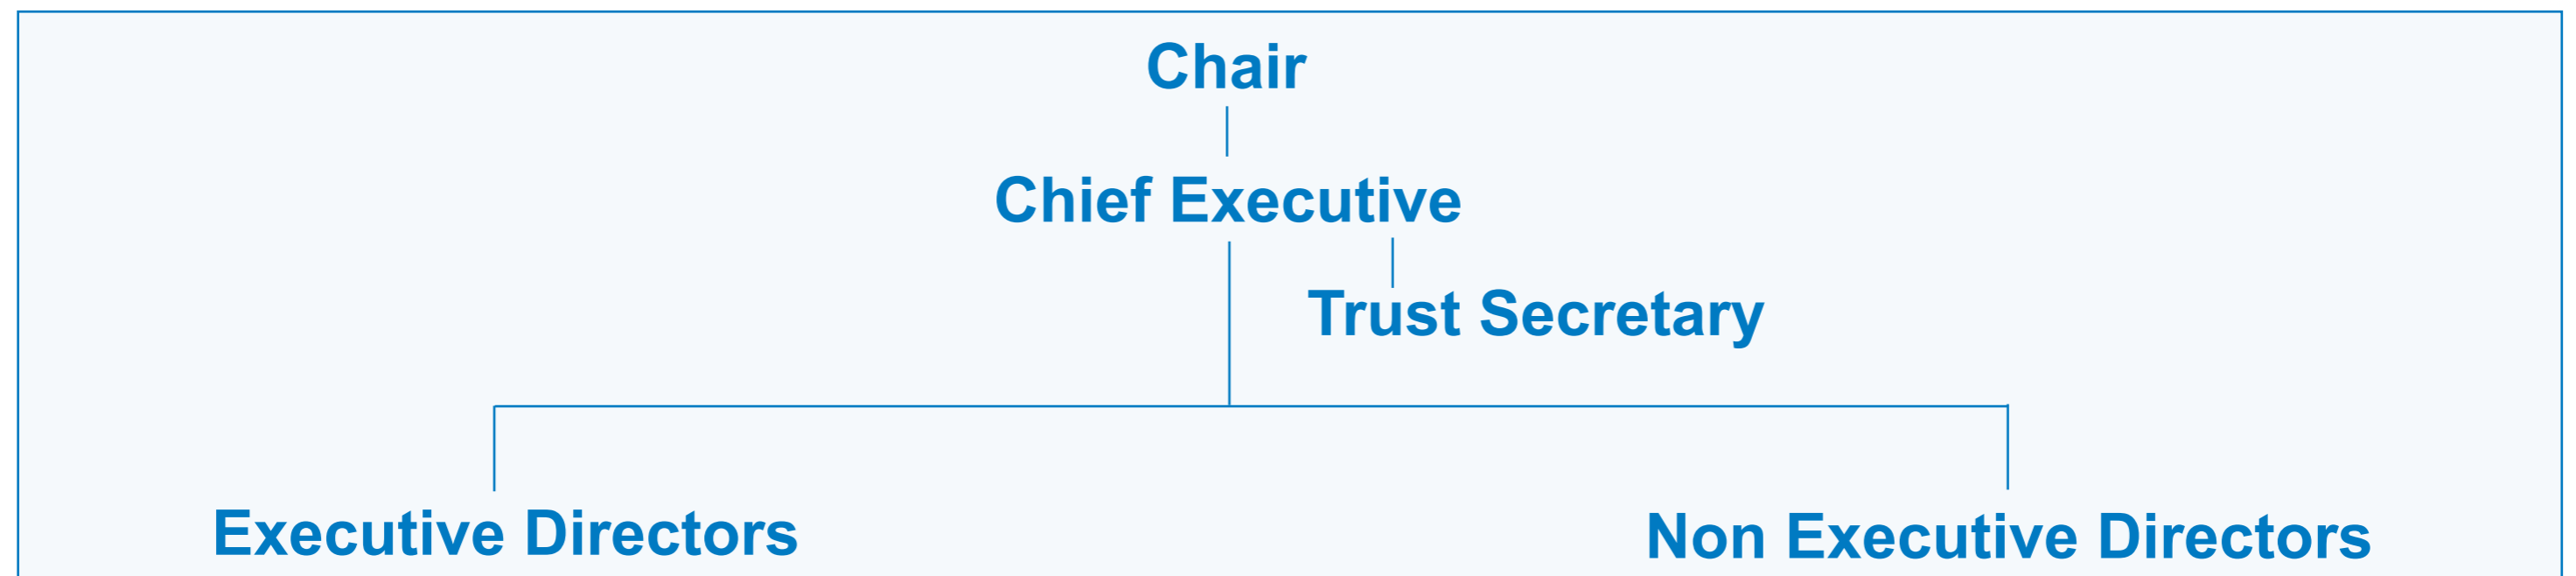 Chair
Chief Executive
Trust Secretary
Executive Directors
Non Executive Directors